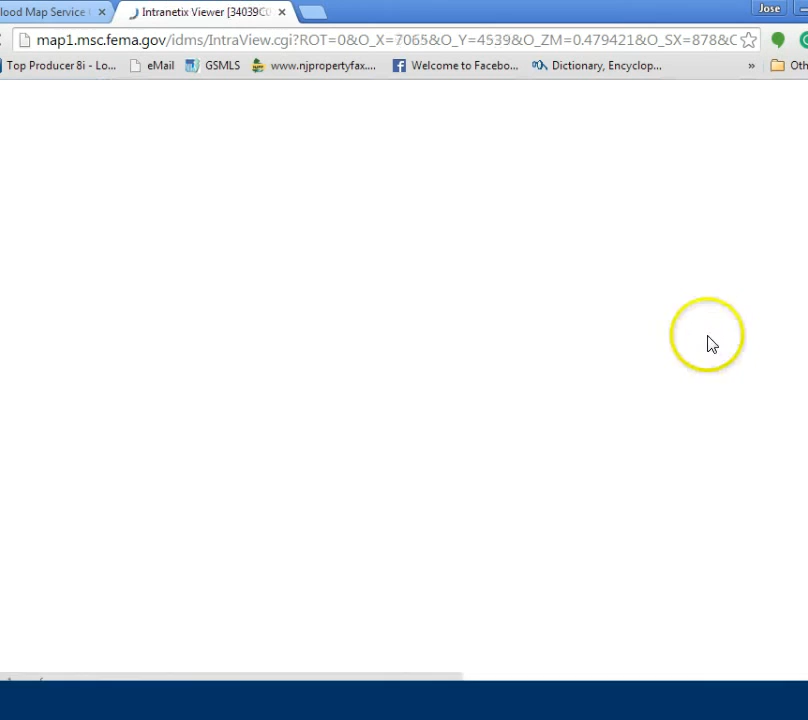 lood Map Service
Intranetix Viewer [34039C0
Jose
map1.msc.fema.gov/idms/IntraView.cgi?ROT=0&O_X=7065&O_Y=4539&O_ZM=0.479421&O_SX=878&
Top Producer 8i - Lo... eMail GSMLS www.njpropertyfax.... Welcome to Facebo... Dictionary, Encyclop... » Oth